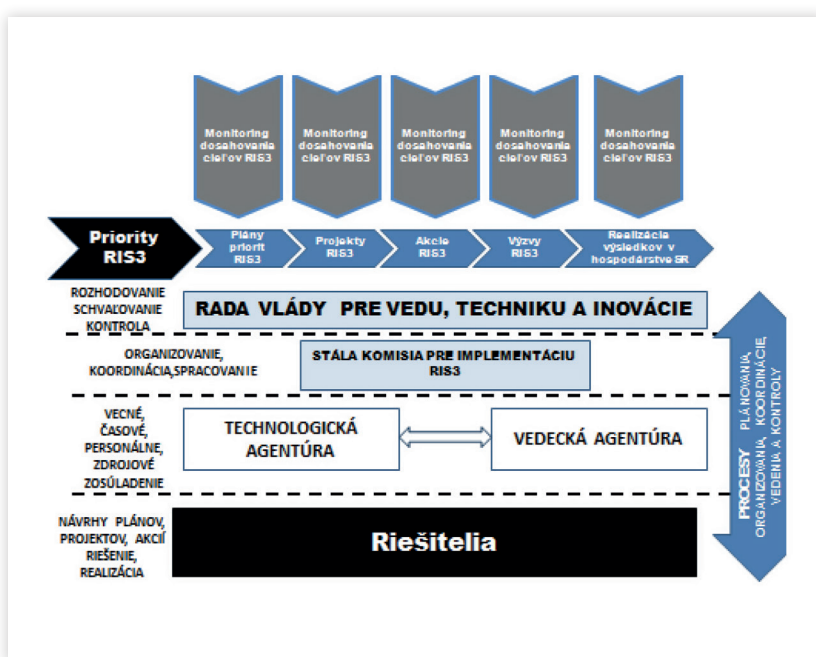 Monitoring
dosahovania
cieľov RIS3
Monitoring
dosahovania
cieľov RIS3
Monitoring
dosahovania
cieľov RIS3
Monitoring
dosahovania
cieľov RIS3
Monitoring
dosahovania
cieľov RIS3
Priority
RIS3
Plány
priorít
RIS3
Projekty
RIS3
Akcie
RIS3
Výzvy
RIS3
Realizácia
výsledkov v
hospodárstve SR
ROZHODOVANIE
SCHVAĽOVANIE
KONTROLA
RADA VLÁDY PRE VEDU, TECHNIKU A INOVÁCIE
ORGANIZOVANIE,
KOORDINÁCIA,SPRACOVANIE
STÁLA KOMISIA PRE IMPLEMENTÁCIU
RIS3
VECNÉ,
ČASOVÉ,
PERSONÁLNE,
ZDROJOVÉ
ZOSÚLADENIE
TECHNOLOGICKÁ
AGENTÚRA
VEDECKÁ AGENTÚRA
NÁVRHY PLÁNOV,
PROJEKTOV, AKCIÍ
RIEŠENIE,
REALIZÁCIA
Riešitelia
PROCESY PLÁNOVANIA,
ORGANIZOVANIA, KOORDINÁCIE,
VEDENIA A KONTROLY